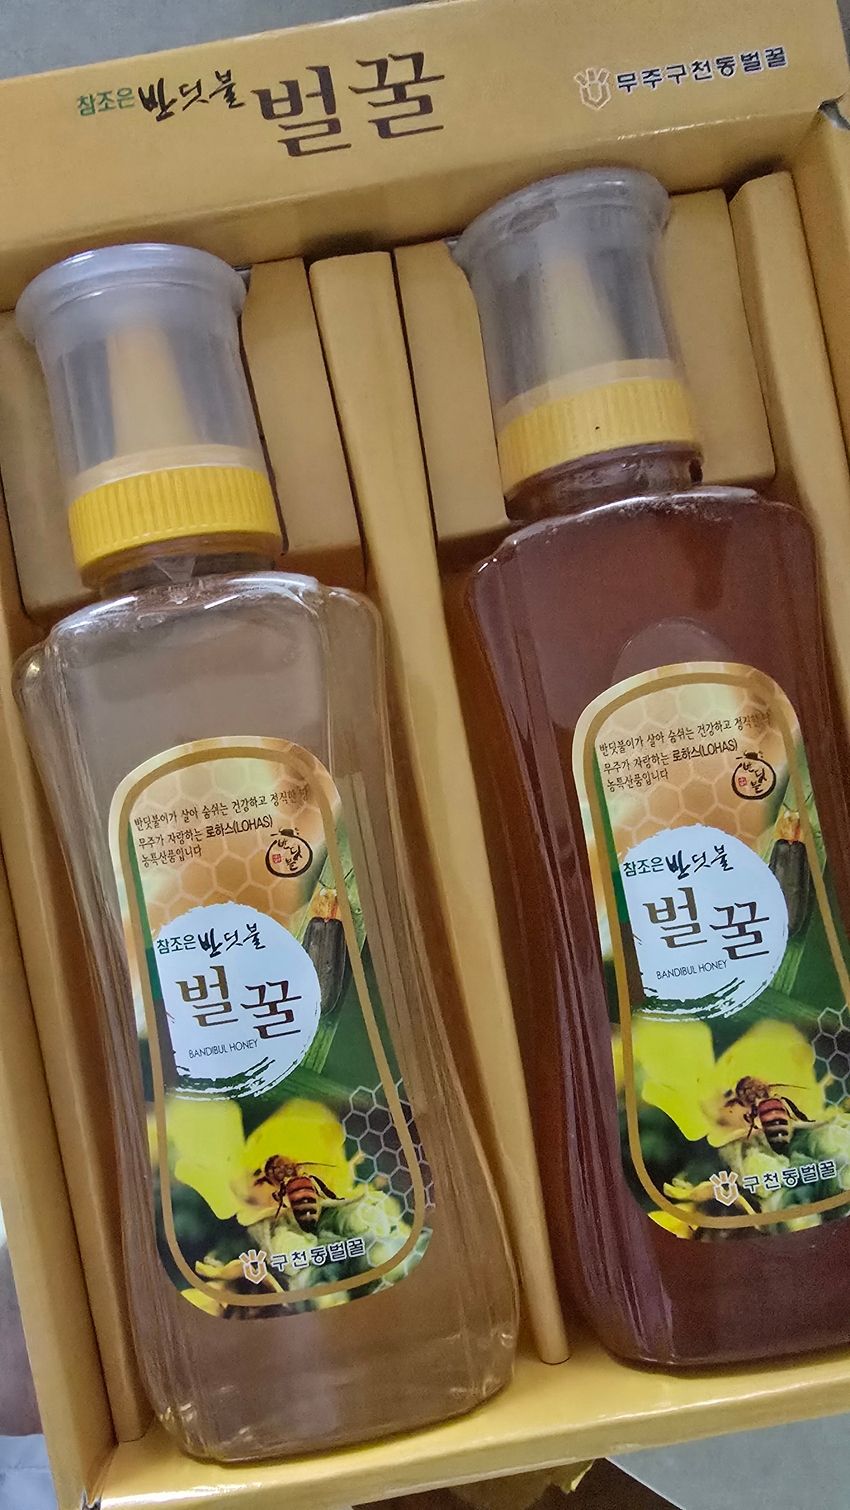 참조은 반딧불 벌꿀
무주구천동벌꿀
반딧불이가 살아 숨쉬는 건강하고 정직한
무주가 자랑하는 로하스(LOHAS)
농특산품입니다
반딧불
참조은 반딧불
벌꿀
BANDIBUL HONEY
구천동벌꿀
반딧불이가 살아 숨쉬는 건강하고 정직한
무주가 자랑하는 로하스(LOHAS)
농특산품입니다
반딧불
참조은 반딧불
벌꿀
BANDIBUL HONEY
구천동벌꿀